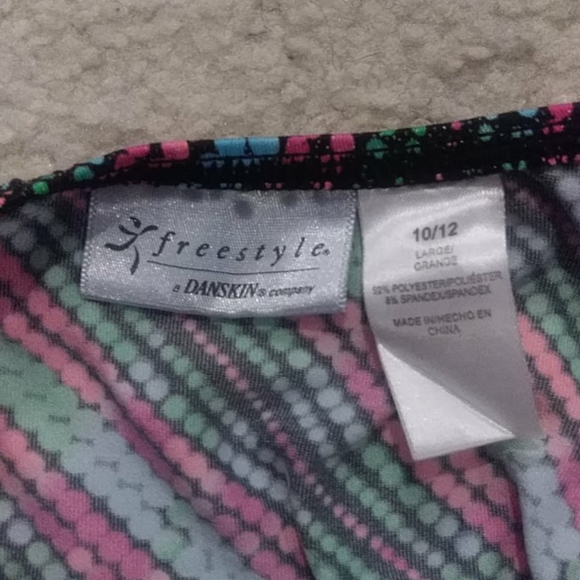 freestyle®
a DANSKIN® company
10/12
LARGE/
GRANDE
92% POLYESTER/POLIÉSTER
8% SPANDEX/SPANDEX
MADE IN/HECHO EN
CHINA